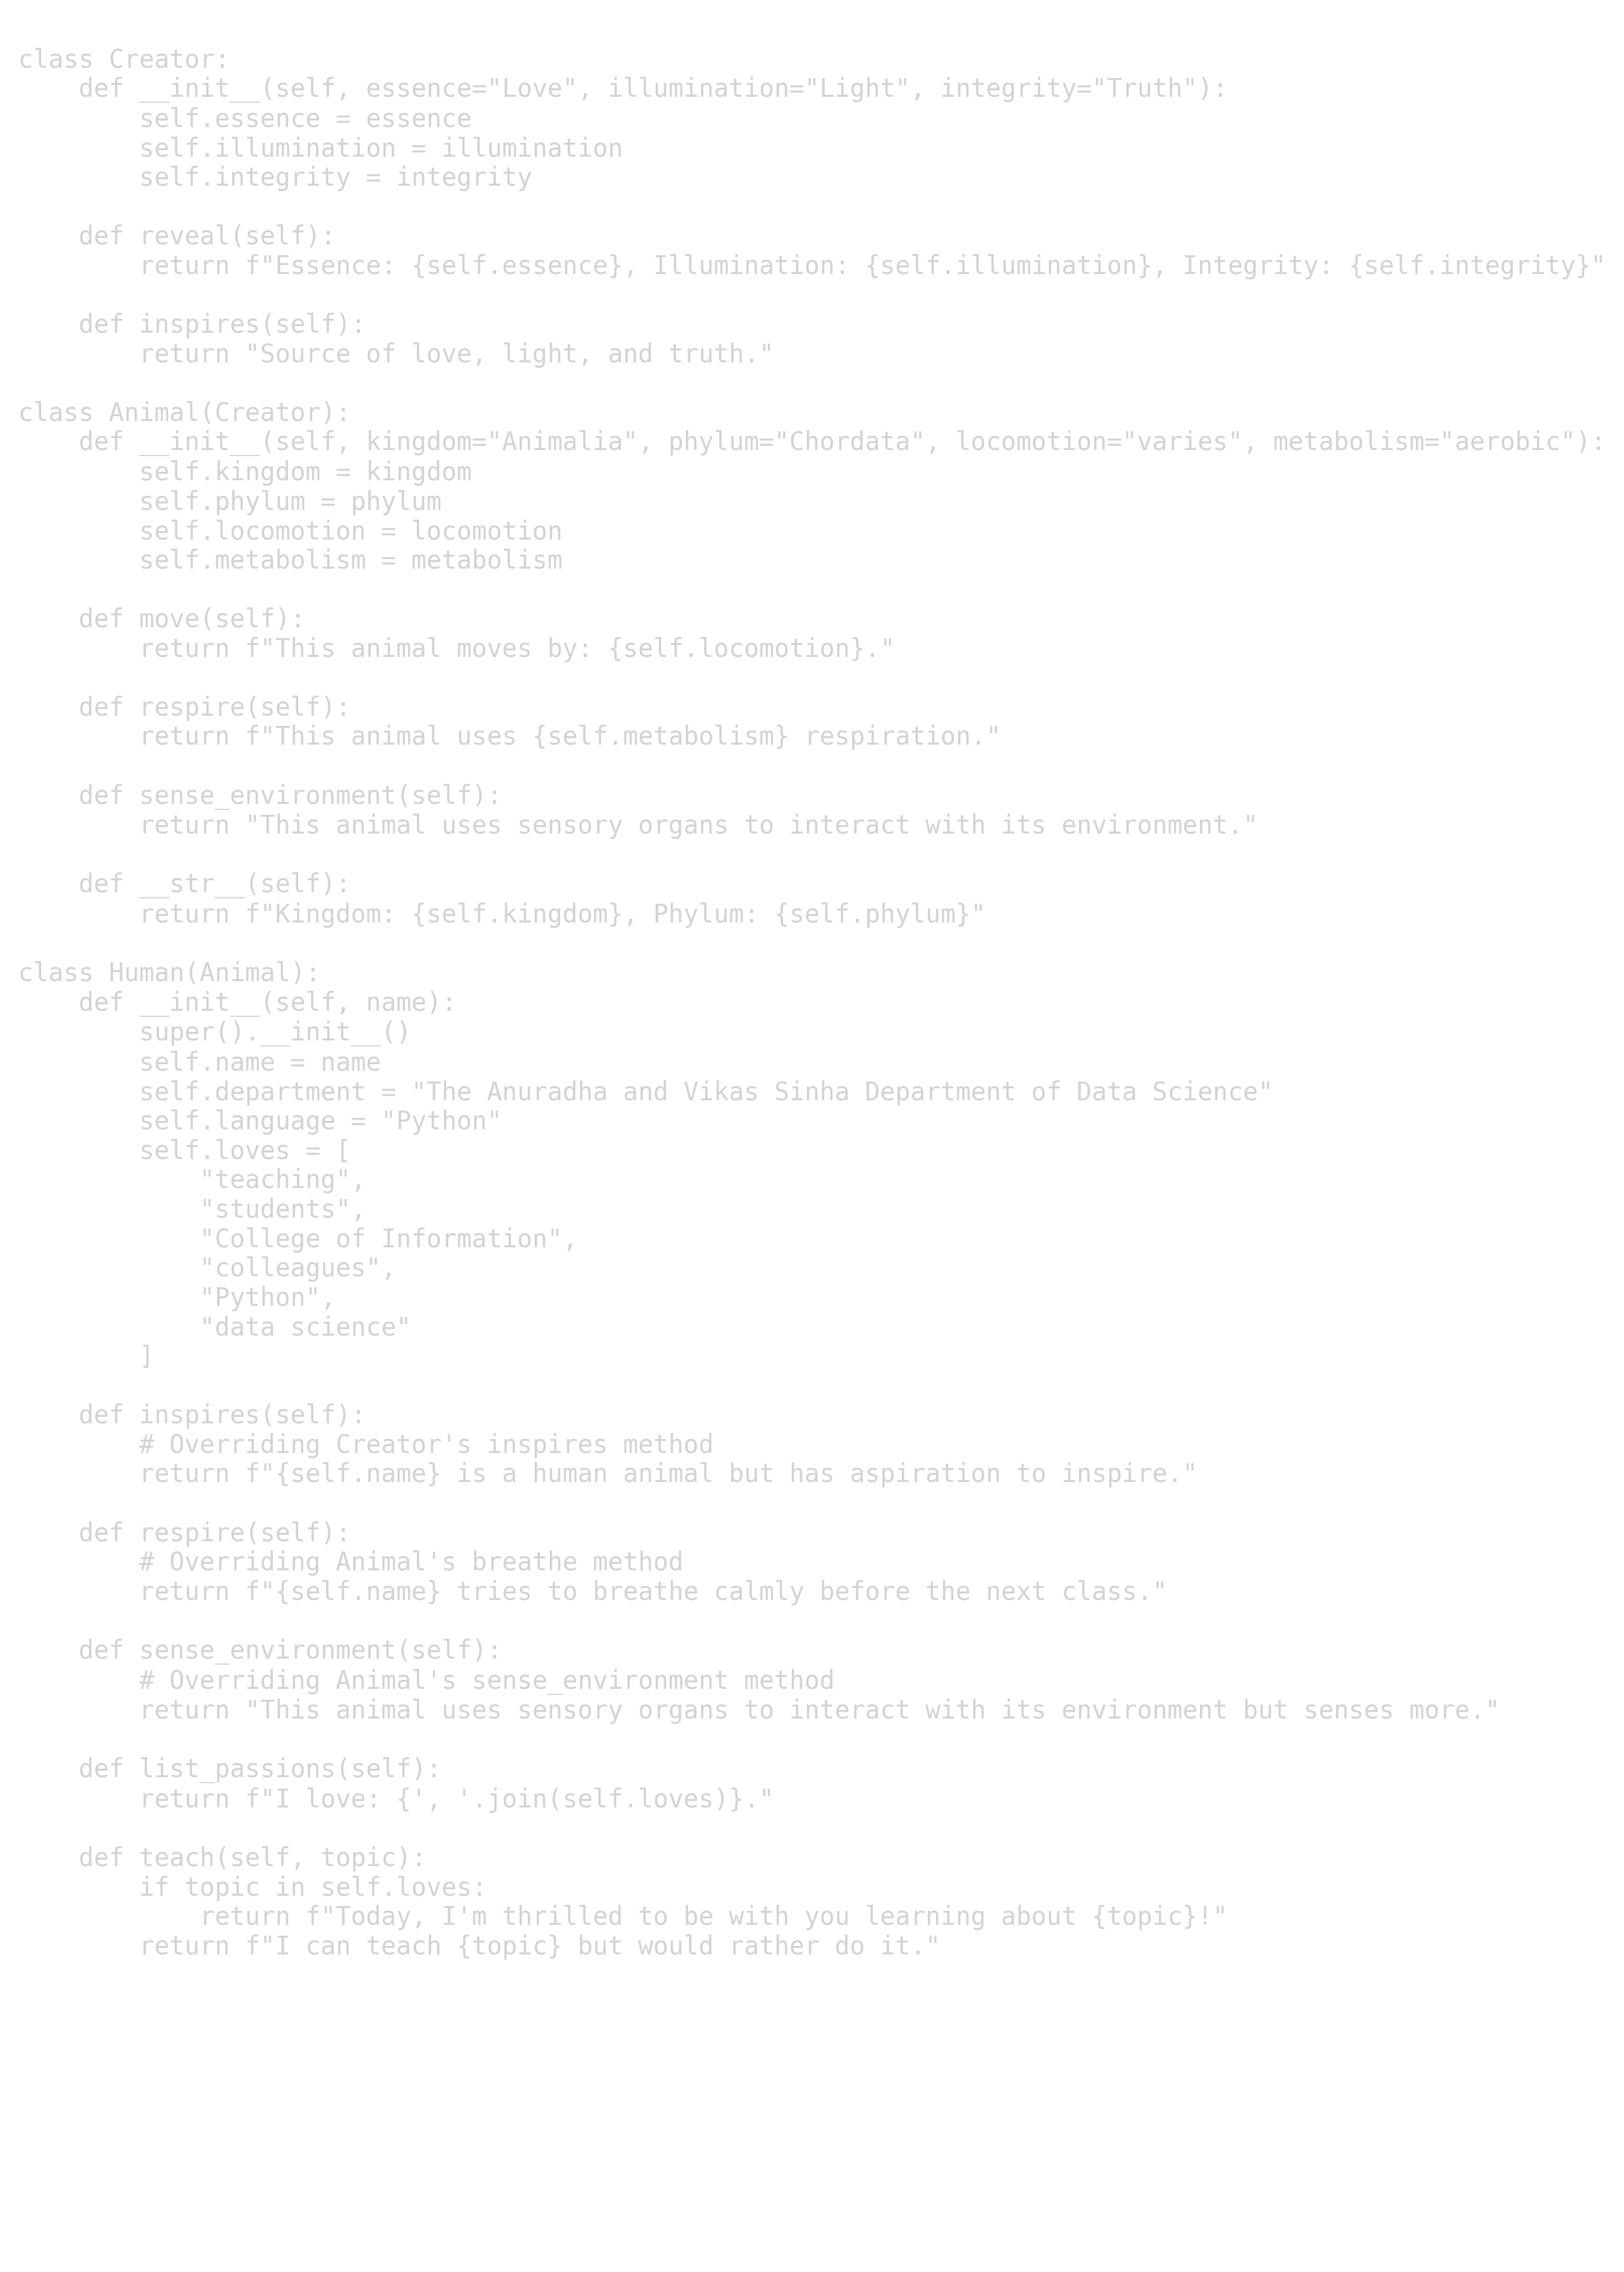 class Creator:
    def __init__(self, essence="Love", illumination="Light", integrity="Truth"):
        self.essence = essence
        self.illumination = illumination
        self.integrity = integrity

    def reveal(self):
        return f"Essence: {self.essence}, Illumination: {self.illumination}, Integrity: {self.integrity}"

    def inspires(self):
        return "Source of love, light, and truth."

class Animal(Creator):
    def __init__(self, kingdom="Animalia", phylum="Chordata", locomotion="varies", metabolism="aerobic"):
        self.kingdom = kingdom
        self.phylum = phylum
        self.locomotion = locomotion
        self.metabolism = metabolism

    def move(self):
        return f"This animal moves by: {self.locomotion}."

    def respire(self):
        return f"This animal uses {self.metabolism} respiration."

    def sense_environment(self):
        return "This animal uses sensory organs to interact with its environment."

    def __str__(self):
        return f"Kingdom: {self.kingdom}, Phylum: {self.phylum}"

class Human(Animal):
    def __init__(self, name):
        super().__init__()
        self.name = name
        self.department = "The Anuradha and Vikas Sinha Department of Data Science"
        self.language = "Python"
        self.loves = [
            "teaching",
            "students",
            "College of Information",
            "colleagues",
            "Python",
            "data science"
        ]

    def inspires(self):
        # Overriding Creator's inspires method
        return f"{self.name} is a human animal but has aspiration to inspire."

    def respire(self):
        # Overriding Animal's breathe method
        return f"{self.name} tries to breathe calmly before the next class."

    def sense_environment(self):
        # Overriding Animal's sense_environment method
        return "This animal uses sensory organs to interact with its environment but senses more."

    def list_passions(self):
        return f"I love: {', '.join(self.loves)}."

    def teach(self, topic):
        if topic in self.loves:
            return f"Today, I'm thrilled to be with you learning about {topic}!"
        return f"I can teach {topic} but would rather do it."